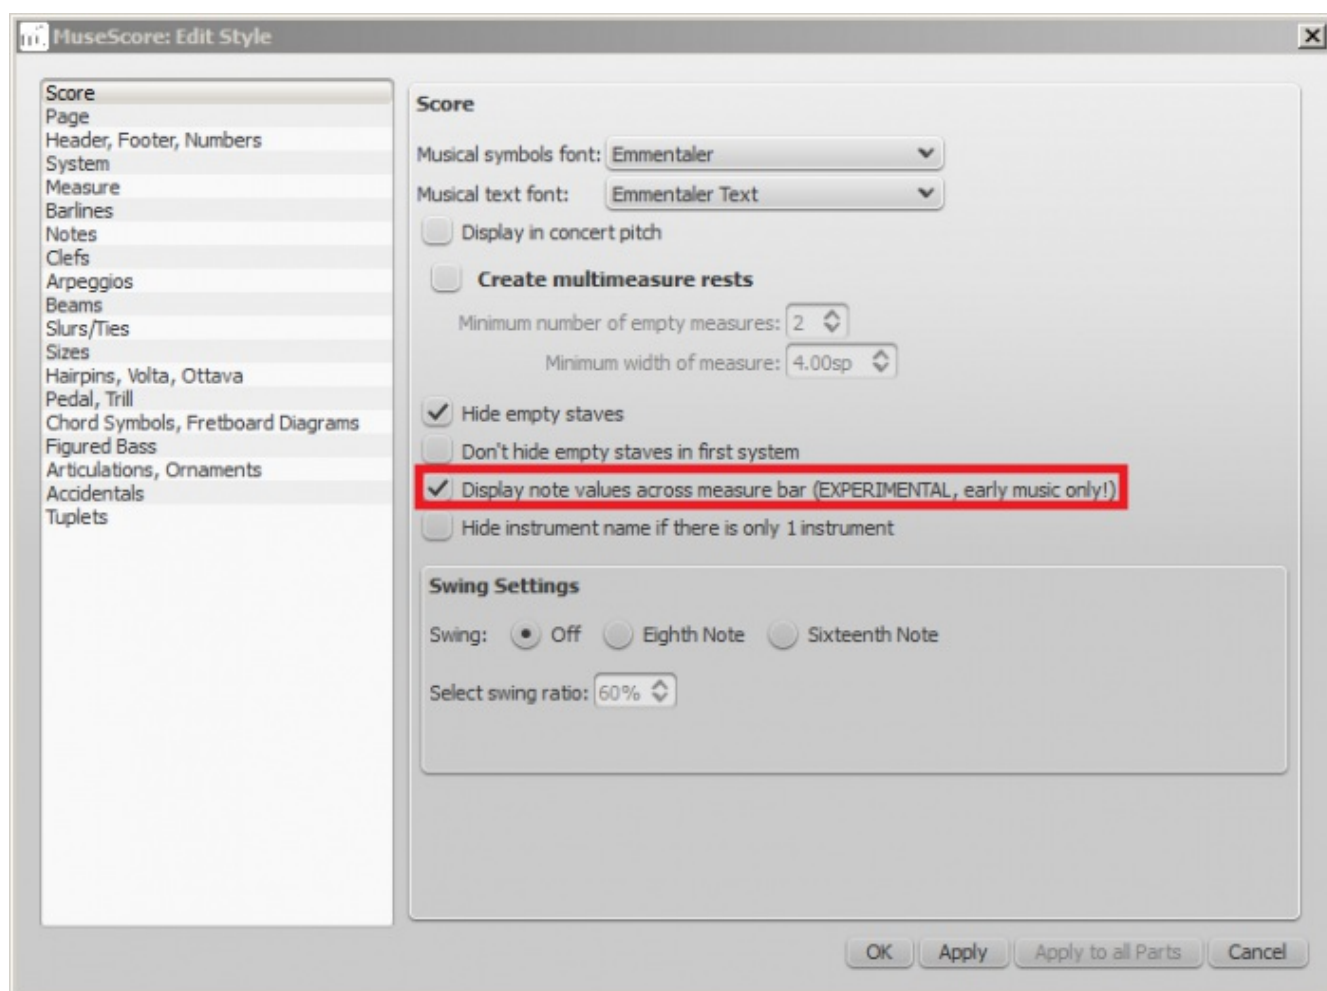 MuseScore: Edit Style
Score
Page
Header, Footer, Numbers
System
Measure
Barlines
Notes
Clefs
Arpeggios
Beams
Slurs/Ties
Sizes
Hairpins, Volta, Ottava
Pedal, Trill
Chord Symbols, Fretboard Diagrams
Figured Bass
Articulations, Ornaments
Accidentals
Tuplets
Score
Musical symbols font: Emmentaler
Musical text font: Emmentaler Text
Display in concert pitch
Create multimeasure rests
Minimum number of empty measures: 2
Minimum width of measure: 4.00sp
Hide empty staves
Don't hide empty staves in first system
Display note values across measure bar (EXPERIMENTAL, early music only!)
Hide instrument name if there is only 1 instrument
Swing Settings
Swing: Off Eighth Note Sixteenth Note
Select swing ratio: 60%
OK Apply Apply to all Parts Cancel